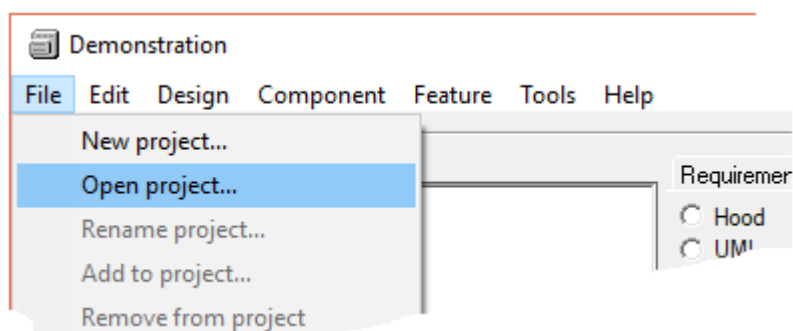 Demonstration
File Edit Design Component Feature Tools Help
New project...
Open project...
Rename project...
Add to project...
Remove from project
Hood